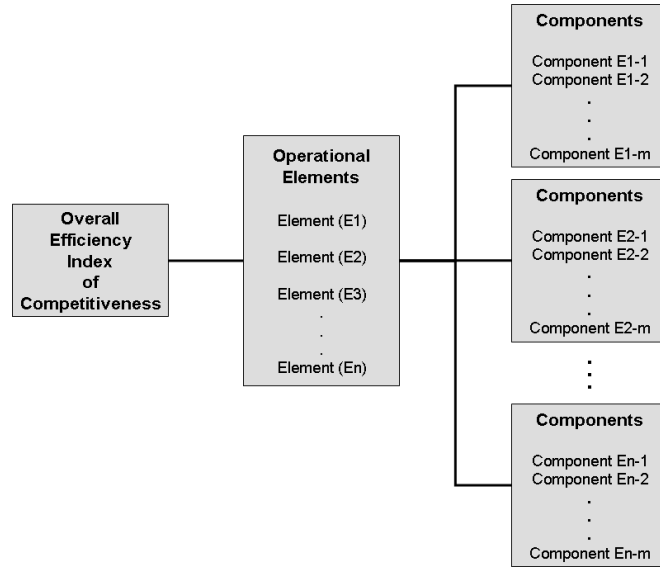 Overall
Efficiency
Index
of
Competitiveness
Operational
Elements
Element (E1)
Element (E2)
Element (E3)
.
.
.
Element (En)
Components
Component E1-1
Component E1-2
.
.
.
Component E1-m
Components
Component E2-1
Component E2-2
.
.
.
Component E2-m
.
.
.
Components
Component En-1
Component En-2
.
.
.
Component En-m